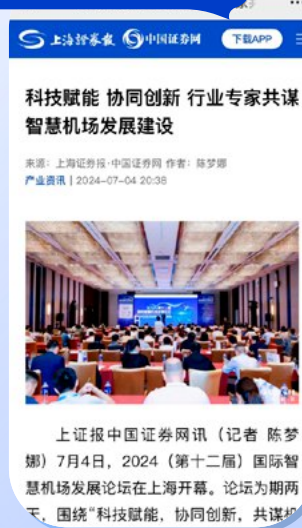 上海證券報 中国证券网 下载APP
科技赋能 协同创新 行业专家共谋
智慧机场发展建设
来源：上海证券报·中国证券网 作者：陈梦娜
产业资讯 | 2024-07-04 20:38
上证报中国证券网讯（记者 陈梦
娜）7月4日，2024（第十二届）国际智
慧机场发展论坛在上海开幕。论坛为期两
天，围绕“科技赋能，协同创新，共谋机